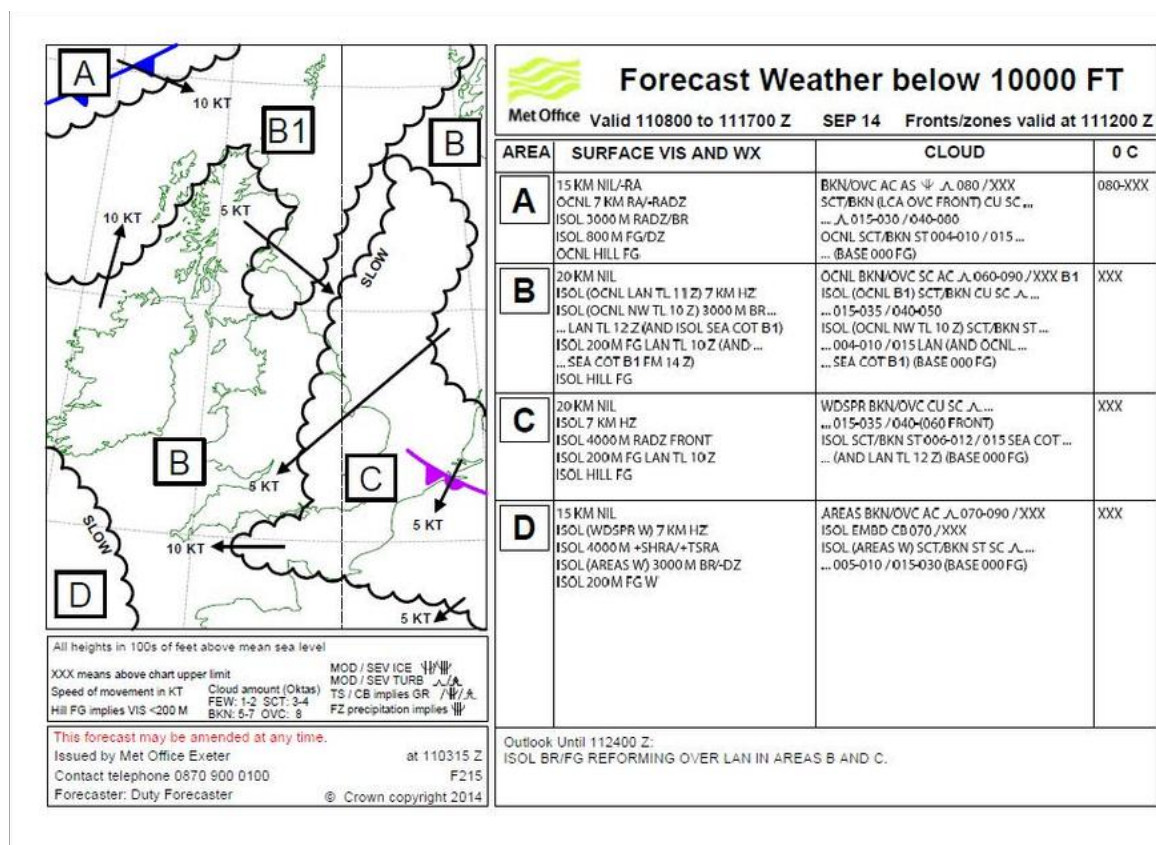 A
10 KT
B1
B
5 KT
10 KT
SLOW
B
5 KT
C
5 KT
10 KT
SLOW
D
5 KT
All heights in 100s of feet above mean sea level
XXX means above chart upper limit
Speed of movement in KT
Hill FG implies VIS <200 M
Cloud amount (Oktas)
FEW: 1-2 SCT: 3-4
BKN: 5-7 OVC: 8
MOD / SEV ICE
MOD / SEV TURB
TS / CB implies GR
FZ precipitation implies
This forecast may be amended at any time.
Issued by Met Office Exeter at 110315 Z
Contact telephone 0870 900 0100 F215
Forecaster: Duty Forecaster © Crown copyright 2014
Met Office
Forecast Weather below 10000 FT
Valid 110800 to 111700 Z SEP 14 Fronts/zones valid at 111200 Z
AREA SURFACE VIS AND WX CLOUD 0 C
A
15 KM NIL/-RA
OCNL 7 KM RA/-RADZ
ISOL 3000 M RADZ/BR
ISOL 800 M FG/DZ
OCNL HILL FG
BKN/OVC AC AS 080 / XXX
SCT/BKN (LCA OVC FRONT) CU SC ...
... 015-030 / 040-080
OCNL SCT/BKN ST 004-010 / 015 ...
... (BASE 000 FG)
080-XXX
B
20 KM NIL
ISOL (OCNL LAN TL 11 Z) 7 KM HZ
ISOL (OCNL NW TL 10 Z) 3000 M BR...
... LAN TL 12 Z (AND ISOL SEA COT B1)
ISOL 200 M FG LAN TL 10 Z (AND ...
... SEA COT B1 FM 14 Z)
ISOL HILL FG
OCNL BKN/OVC SC AC 060-090 / XXX B1
ISOL (OCNL B1) SCT/BKN CU SC ...
... 015-035 / 040-050
ISOL (OCNL NW TL 10 Z) SCT/BKN ST ...
... 004-010 / 015 LAN (AND OCNL ...
... SEA COT B1) (BASE 000 FG)
XXX
C
20 KM NIL
ISOL 7 KM HZ
ISOL 4000 M RADZ FRONT
ISOL 200 M FG LAN TL 10 Z
ISOL HILL FG
WDSPR BKN/OVC CU SC ...
... 015-035 / 040-(060 FRONT)
ISOL SCT/BKN ST 006-012 / 015 SEA COT ...
... (AND LAN TL 12 Z) (BASE 000 FG)
XXX
D
15 KM NIL
ISOL (WDSPR W) 7 KM HZ
ISOL 4000 M +SHRA/+TSRA
ISOL (AREAS W) 3000 M BR/-DZ
ISOL 200 M FG W
AREAS BKN/OVC AC 070-090 / XXX
ISOL EMBD CB 070 / XXX
ISOL (AREAS W) SCT/BKN ST SC ...
... 005-010 / 015-030 (BASE 000 FG)
XXX
Outlook Until 112400 Z:
ISOL BR/FG REFORMING OVER LAN IN AREAS B AND C.